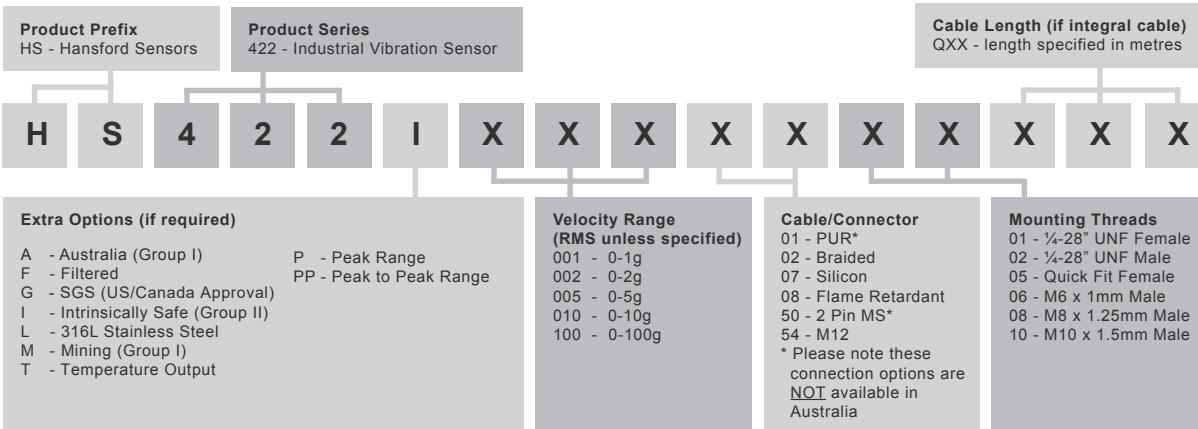 Product Prefix
HS - Hansford Sensors
Product Series
422 - Industrial Vibration Sensor
Cable Length (if integral cable)
QXX - length specified in metres
H S 4 2 2 I X X X X X X X X X X
Extra Options (if required)
A - Australia (Group I)
F - Filtered
G - SGS (US/Canada Approval)
I - Intrinsically Safe (Group II)
L - 316L Stainless Steel
M - Mining (Group I)
T - Temperature Output
P - Peak Range
PP - Peak to Peak Range
Velocity Range
(RMS unless specified)
001 - 0-1g
002 - 0-2g
005 - 0-5g
010 - 0-10g
100 - 0-100g
Cable/Connector
01 - PUR*
02 - Braided
07 - Silicon
08 - Flame Retardant
50 - 2 Pin MS*
54 - M12
* Please note these
connection options are
NOT available in
Australia
Mounting Threads
01 - ¼-28” UNF Female
02 - ¼-28” UNF Male
05 - Quick Fit Female
06 - M6 x 1mm Male
08 - M8 x 1.25mm Male
10 - M10 x 1.5mm Male